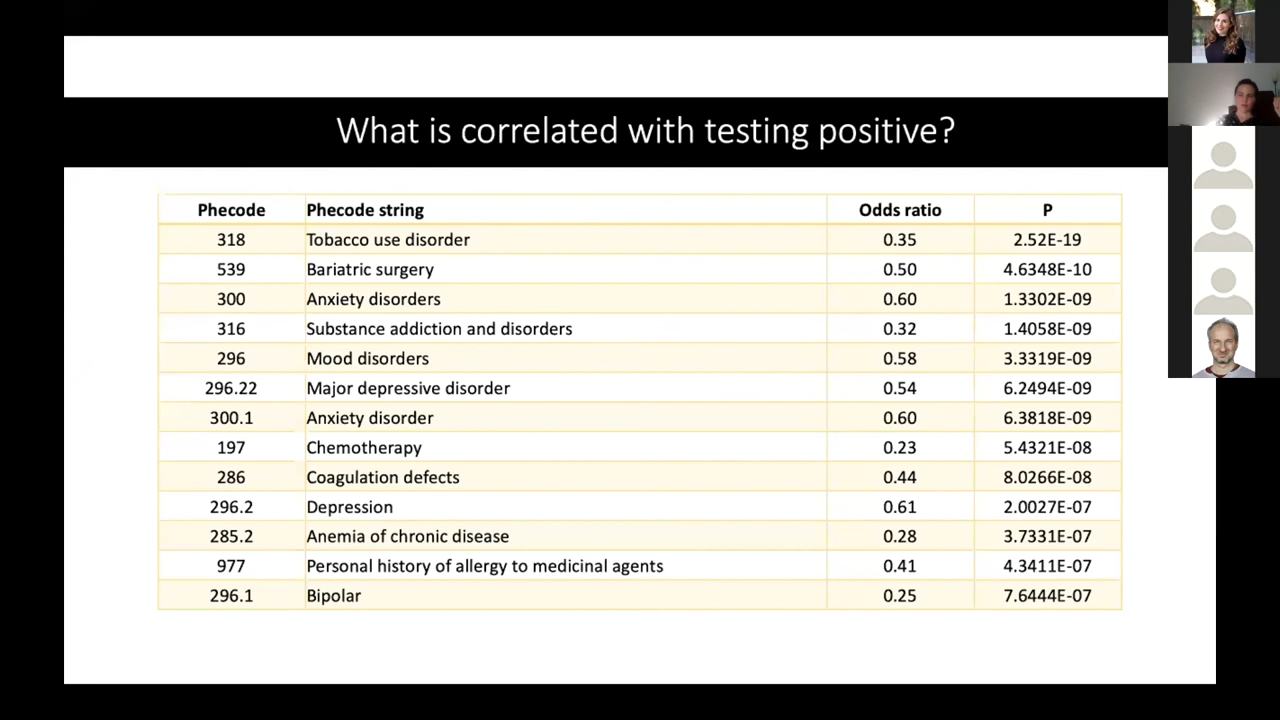 What is correlated with testing positive?
Phecode Phecode string Odds ratio P
318 Tobacco use disorder 0.35 2.52E-19
539 Bariatric surgery 0.50 4.6348E-10
300 Anxiety disorders 0.60 1.3302E-09
316 Substance addiction and disorders 0.32 1.4058E-09
296 Mood disorders 0.58 3.3319E-09
296.22 Major depressive disorder 0.54 6.2494E-09
300.1 Anxiety disorder 0.60 6.3818E-09
197 Chemotherapy 0.23 5.4321E-08
286 Coagulation defects 0.44 8.0266E-08
296.2 Depression 0.61 2.0027E-07
285.2 Anemia of chronic disease 0.28 3.7331E-07
977 Personal history of allergy to medicinal agents 0.41 4.3411E-07
296.1 Bipolar 0.25 7.6444E-07